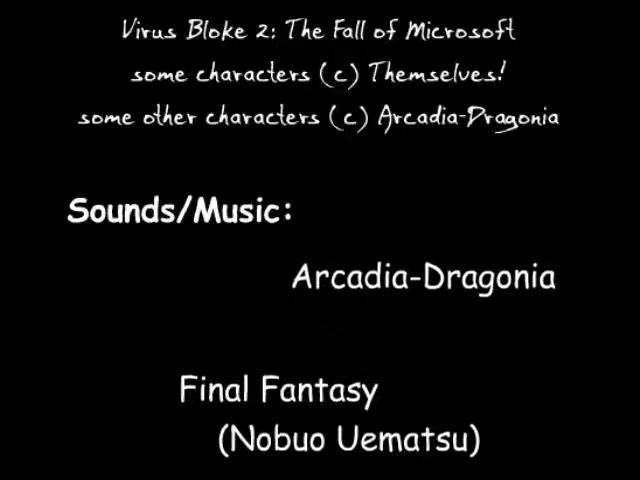 Virus Bloke 2: The Fall of Microsoft
some characters (c) Themselves!
some other characters (c) Arcadia-Dragonia
Sounds/Music:
Arcadia-Dragonia
Final Fantasy
(Nobuo Uematsu)